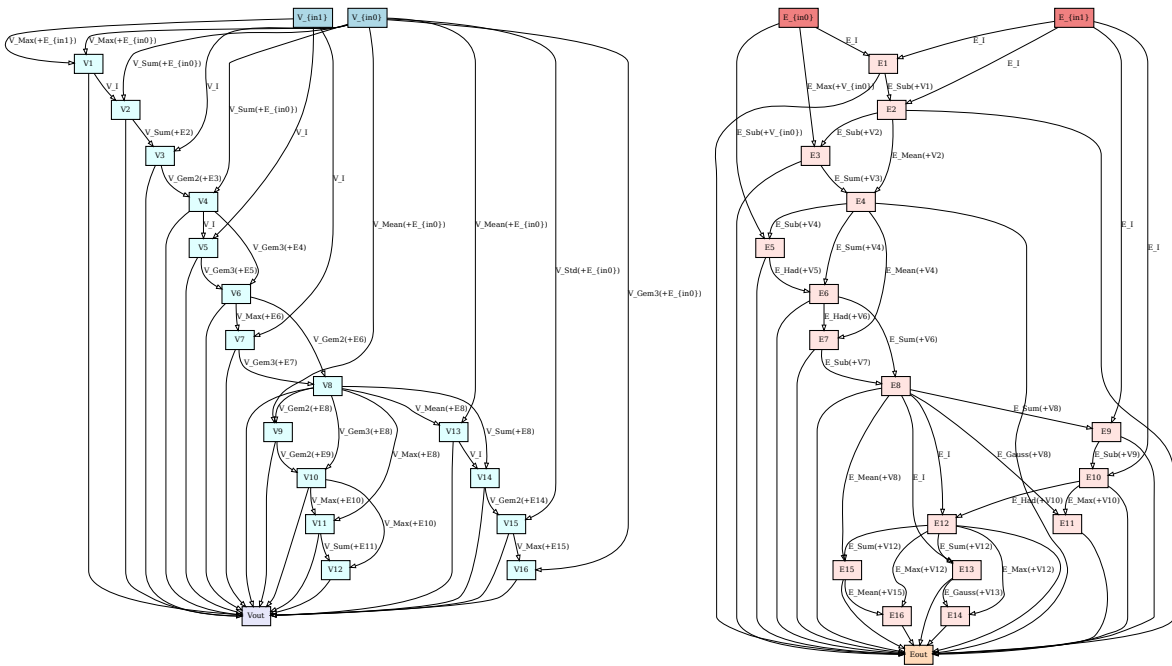 V_{in1}
V_{in0}
E_{in0}
E_{in1}
V_Max(+E_{in1})
V_Max(+E_{in0})
E_I
E_I
V1
E1
V_Sum(+E_{in0})
V_I
E_Max(+V_{in0})
E_Sub(+V1)
E_I
V_I
V2
V_Sum(+E_{in0})
E2
V_Sum(+E2)
V_I
E_Sub(+V_{in0})
E_Sub(+V2)
E_Mean(+V2)
V3
E3
V_Gem2(+E3)
V_I
E_Sum(+V3)
V4
E4
V_I
V_Mean(+E_{in0})
V_Mean(+E_{in0})
E_Sub(+V4)
E_I
V5
V_Gem3(+E4)
E5
E_Sum(+V4)
E_I
V_Gem3(+E5)
V_Std(+E_{in0})
E_Had(+V5)
E_Mean(+V4)
V6
V_Gem3(+E_{in0})
E6
V_Max(+E6)
E_Had(+V6)
V7
V_Gem2(+E6)
E7
E_Sum(+V6)
V_Gem3(+E7)
E_Sub(+V7)
V8
E8
V_Gem2(+E8)
V_Mean(+E8)
E_Sum(+V8)
V9
V_Gem3(+E8)
V13
V_Sum(+E8)
E9
V_Gem2(+E9)
V_Max(+E8)
V_I
E_I
E_Gauss(+V8)
E_Sub(+V9)
V10
V14
E_Mean(+V8)
E_I
E10
V_Max(+E10)
V_Gem2(+E14)
E_Had(+V10)
E_Max(+V10)
V11
V_Max(+E10)
V15
E12
E11
V_Sum(+E11)
V_Max(+E15)
E_Sum(+V12)
E_Sum(+V12)
V12
V16
E15
E_Max(+V12)
E13
E_Max(+V12)
E_Mean(+V15)
E_Gauss(+V13)
Vout
E16
E14
Eout